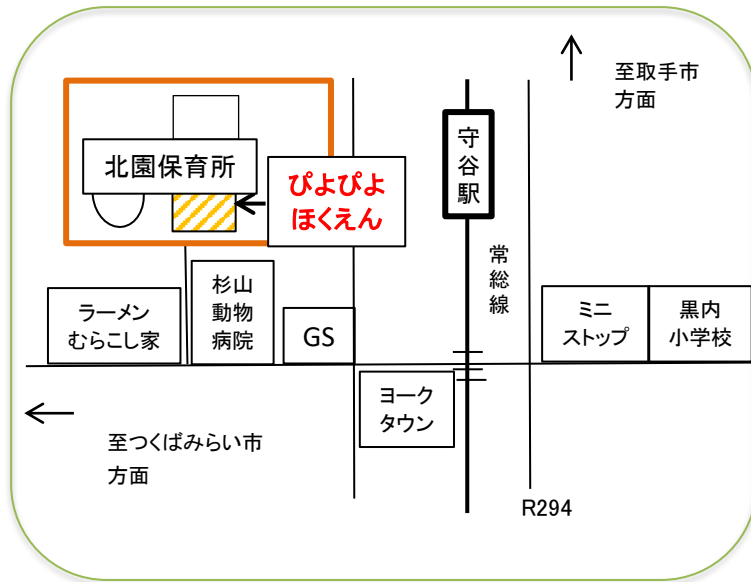 至取手市
方面
守谷駅
北園保育所
ぴよぴよ
ほくえん
常総線
杉山
動物
病院
ラーメン
むらこし家
GS
ミニ
ストップ
黒内
小学校
ヨーク
タウン
至つくばみらい市
方面
R294